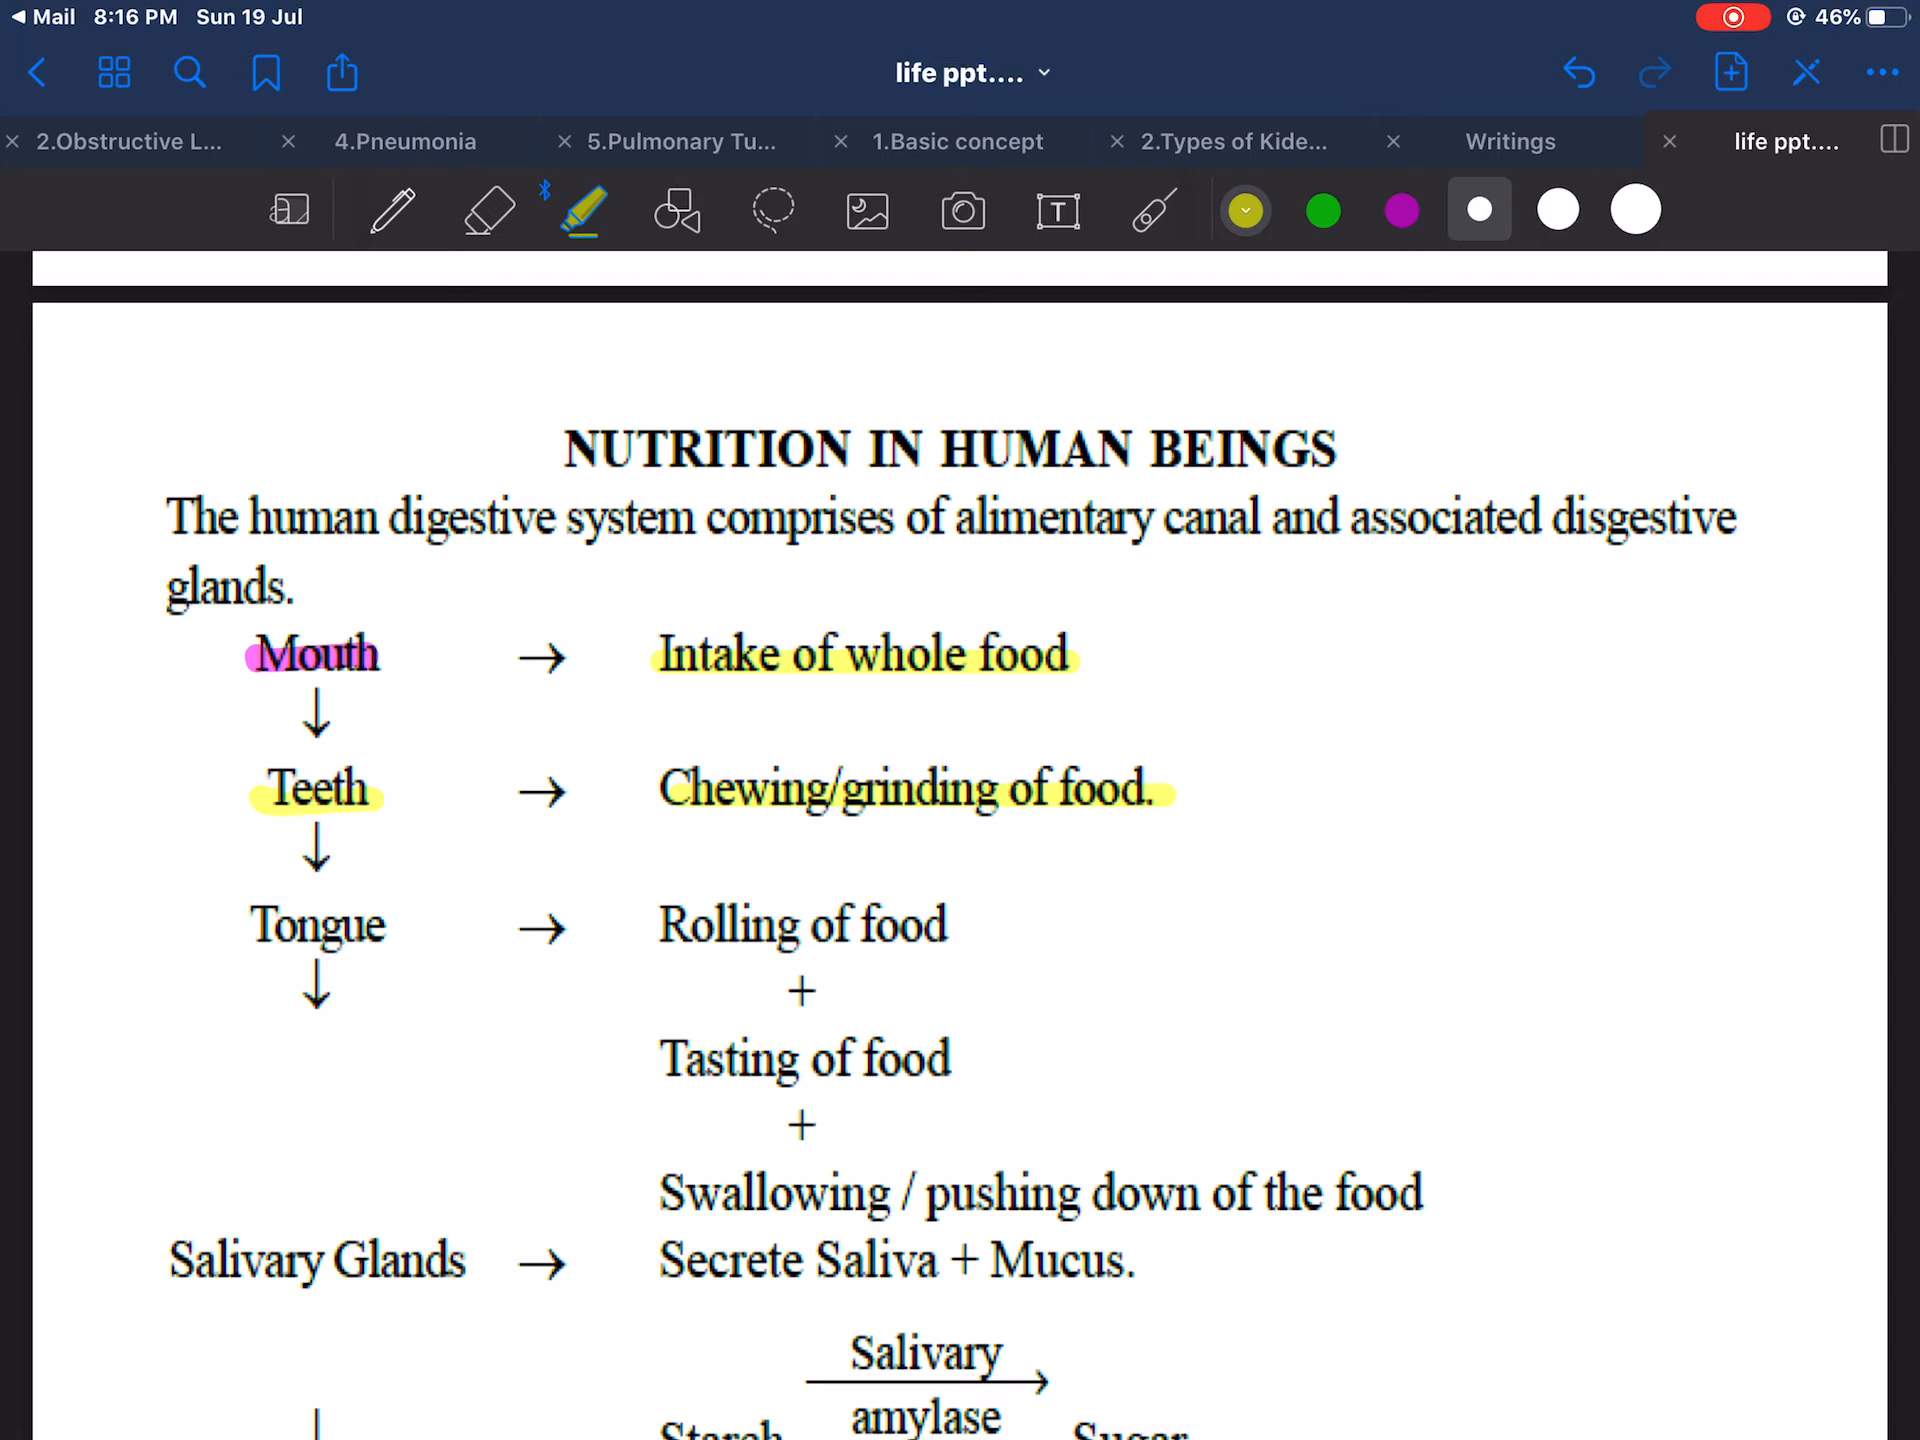 Mail 8:16 PM Sun 19 Jul 46%
life ppt....
2.Obstructive L... 4.Pneumonia 5.Pulmonary Tu... 1.Basic concept 2.Types of Kide... Writings life ppt....
NUTRITION IN HUMAN BEINGS
The human digestive system comprises of alimentary canal and associated disgestive
glands.
Mouth → Intake of whole food
↓
Teeth → Chewing/grinding of food.
↓
Tongue → Rolling of food
↓ +
Tasting of food
+
Swallowing / pushing down of the food
Salivary Glands → Secrete Saliva + Mucus.
Salivary
amylase
Starch → Sugar